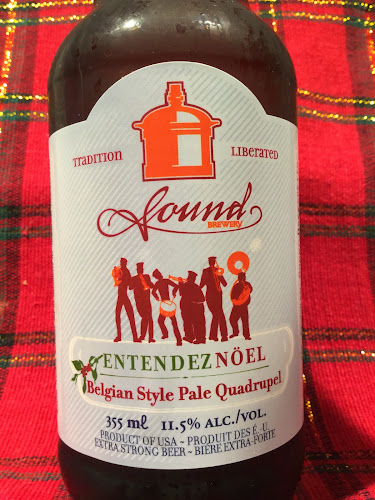 TRADITION LIBERATED
Sound
BREWERY
ENTENDEZ NÖEL
Belgian Style Pale Quadrupel
355 ml 11.5% ALC./VOL.
PRODUCT OF USA ~ PRODUIT DES É.-U.
EXTRA STRONG BEER ~ BIÈRE EXTRA-FORTE